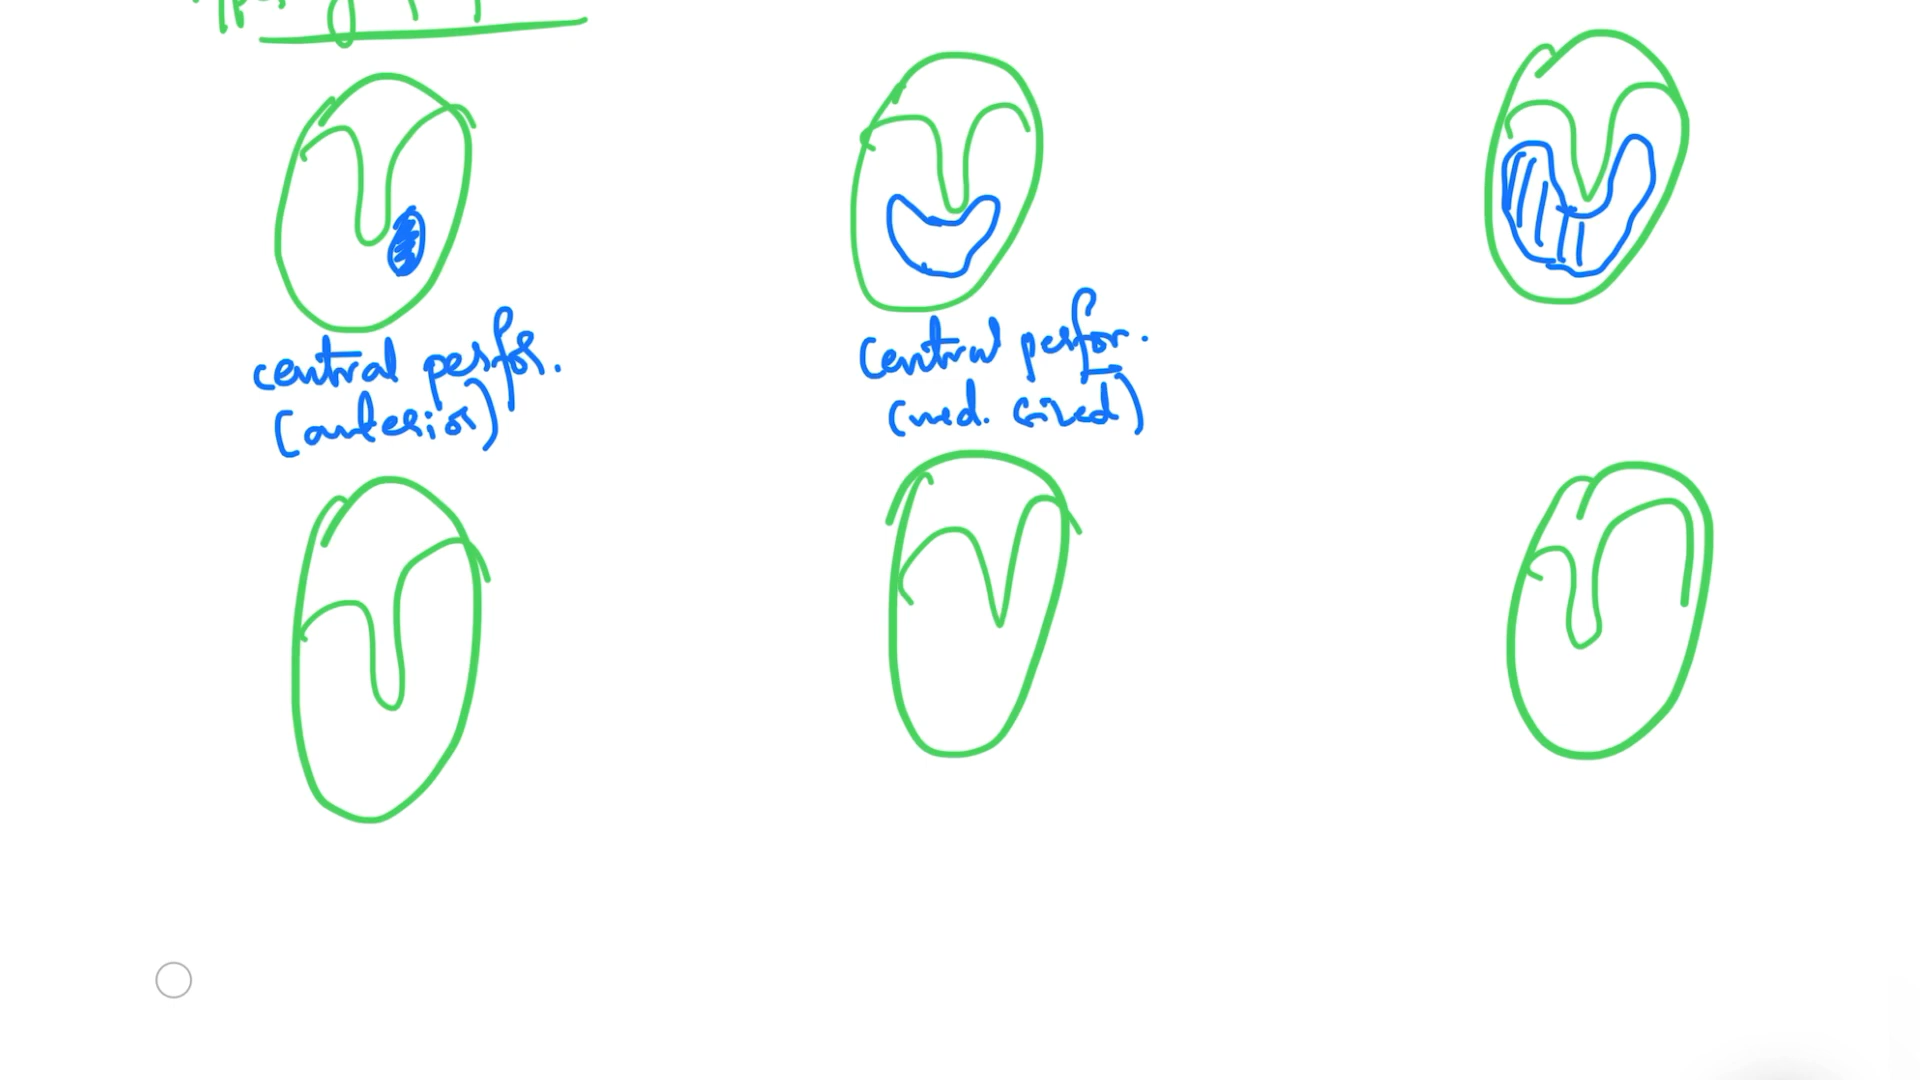 central perfor.
(anterior)
central perfor.
(med. sized)